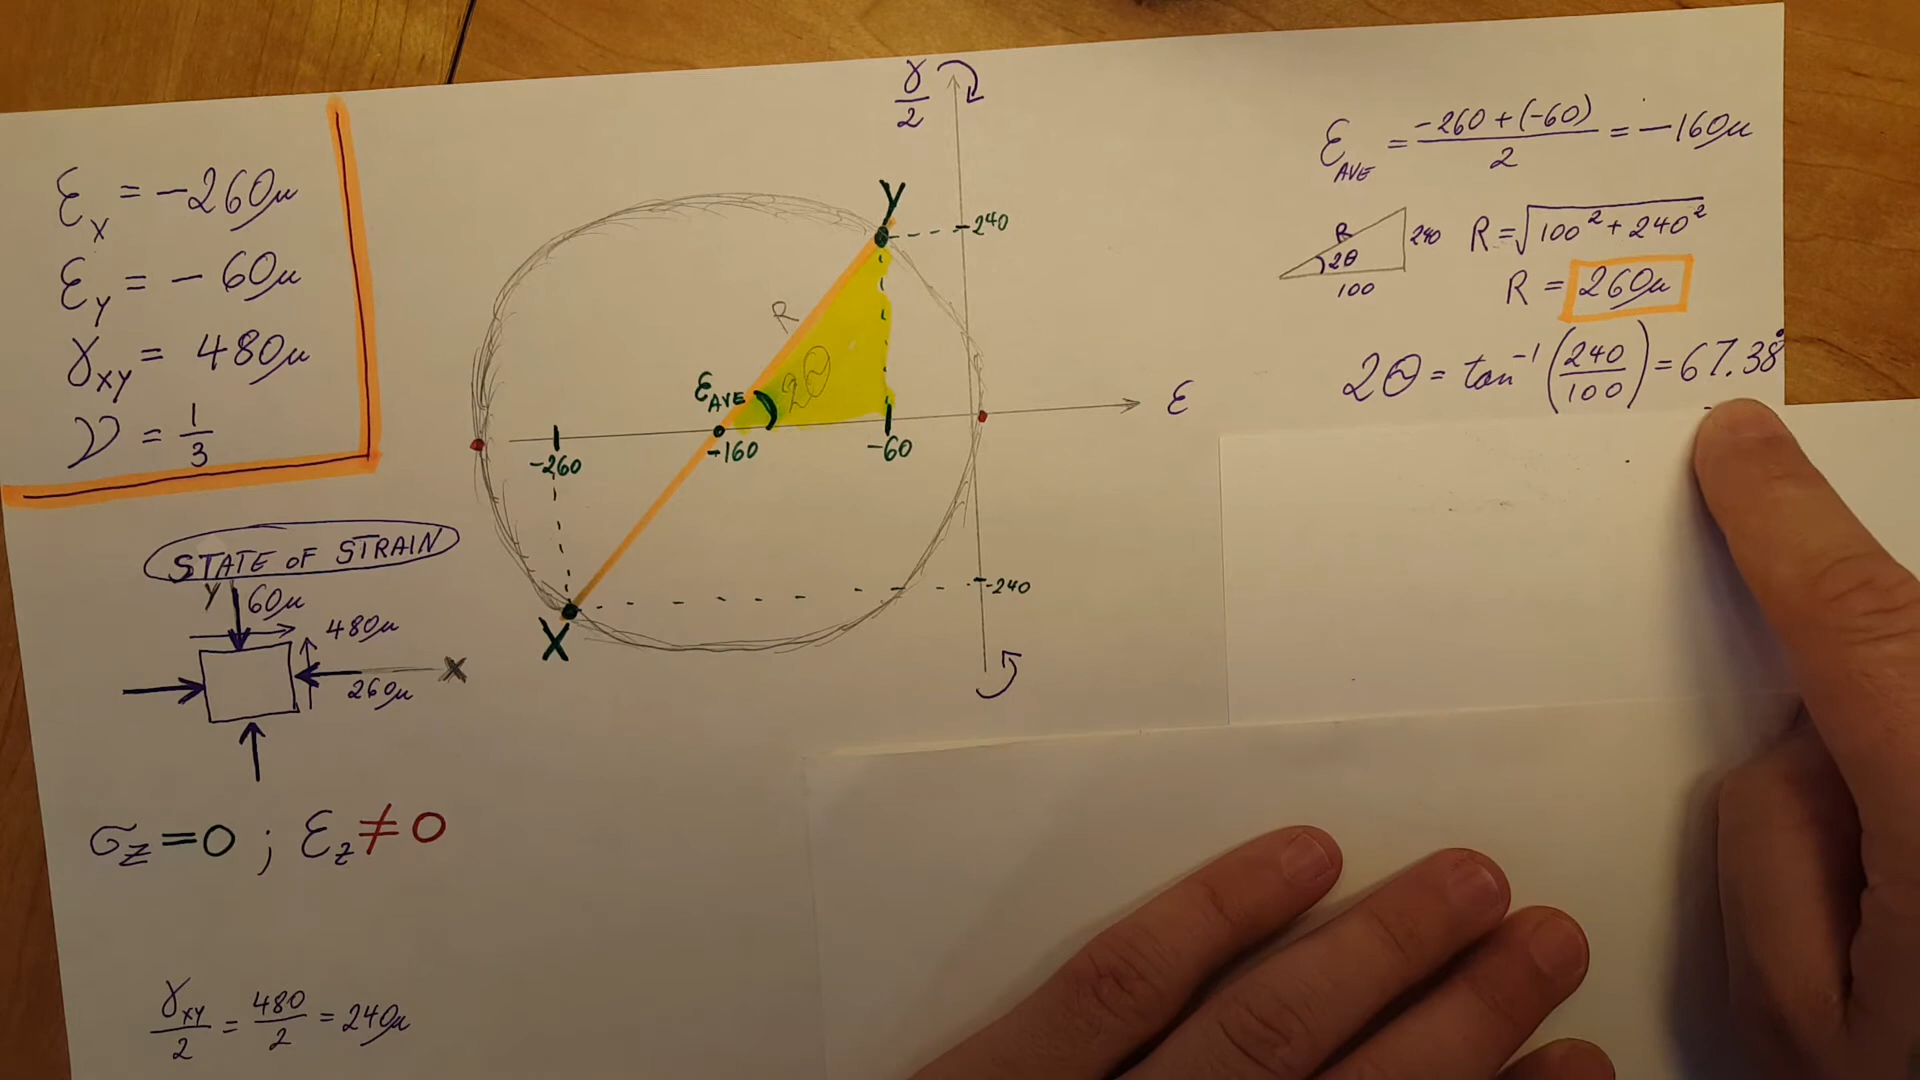 εx = -260μ
εy = -60μ
γxy = 480μ
ν = 1/3
STATE OF STRAIN
Y
60μ
480μ
X
260μ
σz = 0 ; εz ≠ 0
γxy/2 = 480/2 = 240μ
γ/2
Y
240
R
2θ
εAVE
ε
-260
-160
-60
-240
X
εAVE = (-260 + (-60))/2 = -160μ
R
2θ
240
100
R = √(100² + 240²)
R = 260μ
2θ = tan⁻¹(240/100) = 67.38°